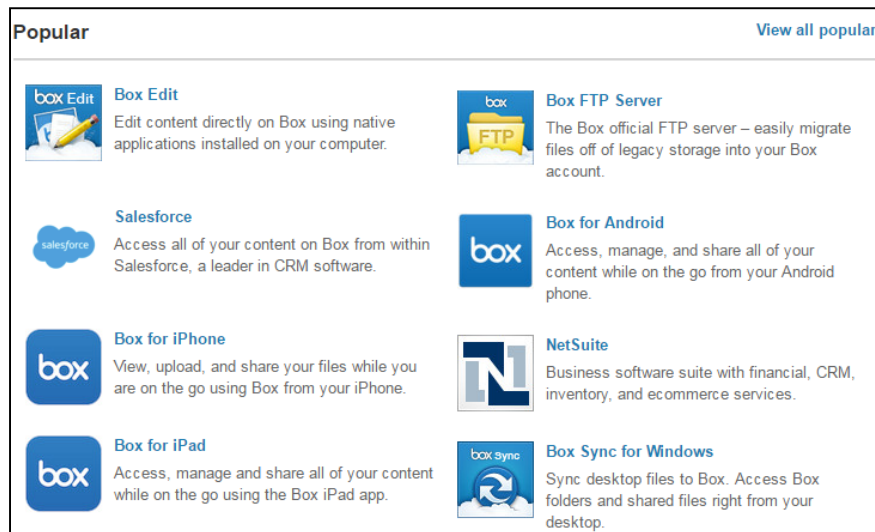 Popular
View all popular
box Edit
Box Edit
Edit content directly on Box using native
applications installed on your computer.
box
FTP
Box FTP Server
The Box official FTP server – easily migrate
files off of legacy storage into your Box
account.
salesforce
Salesforce
Access all of your content on Box from within
Salesforce, a leader in CRM software.
box
Box for Android
Access, manage, and share all of your
content while on the go from your Android
phone.
box
Box for iPhone
View, upload, and share your files while you
are on the go using Box from your iPhone.
N
NetSuite
Business software suite with financial, CRM,
inventory, and ecommerce services.
box
Box for iPad
Access, manage and share all of your content
while on the go using the Box iPad app.
box Sync
Box Sync for Windows
Sync desktop files to Box. Access Box
folders and shared files right from your
desktop.